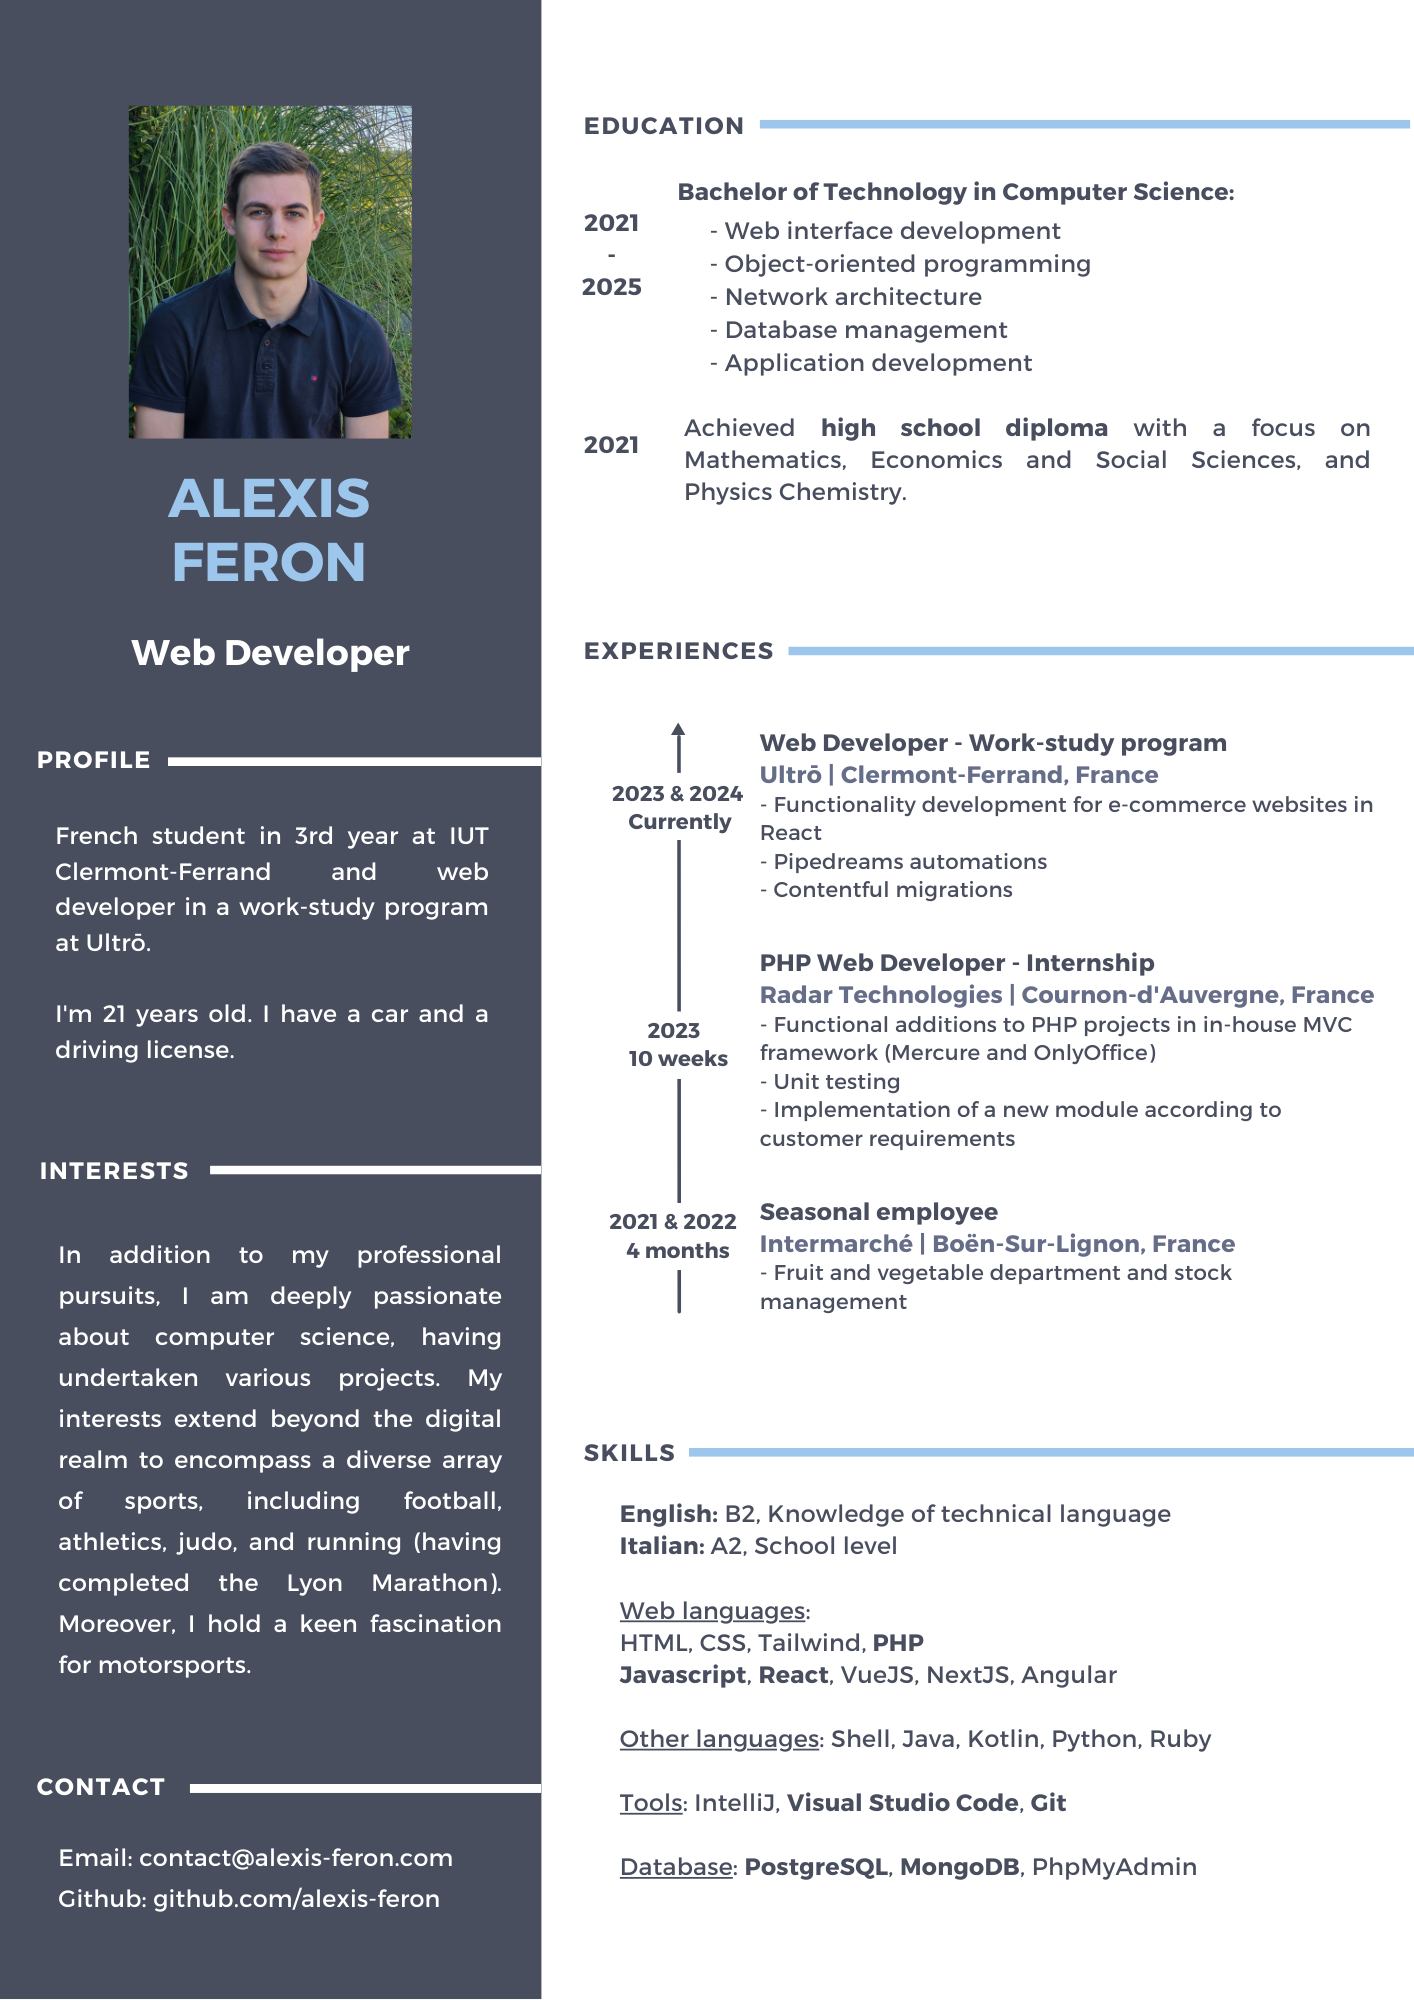 ALEXIS
FERON
Web Developer
PROFILE
French student in 3rd year at IUT
Clermont-Ferrand and web
developer in a work-study program
at Ultrō.
I'm 21 years old. I have a car and a
driving license.
INTERESTS
In addition to my professional
pursuits, I am deeply passionate
about computer science, having
undertaken various projects. My
interests extend beyond the digital
realm to encompass a diverse array
of sports, including football,
athletics, judo, and running (having
completed the Lyon Marathon).
Moreover, I hold a keen fascination
for motorsports.
CONTACT
Email: contact@alexis-feron.com
Github: github.com/alexis-feron
EDUCATION
2021
-
2025
Bachelor of Technology in Computer Science:
- Web interface development
- Object-oriented programming
- Network architecture
- Database management
- Application development
2021
Achieved high school diploma with a focus on
Mathematics, Economics and Social Sciences, and
Physics Chemistry.
EXPERIENCES
2023 & 2024
Currently
Web Developer - Work-study program
Ultrō | Clermont-Ferrand, France
- Functionality development for e-commerce websites in
React
- Pipedreams automations
- Contentful migrations
2023
10 weeks
PHP Web Developer - Internship
Radar Technologies | Cournon-d'Auvergne, France
- Functional additions to PHP projects in in-house MVC
framework (Mercure and OnlyOffice)
- Unit testing
- Implementation of a new module according to
customer requirements
2021 & 2022
4 months
Seasonal employee
Intermarché | Boën-Sur-Lignon, France
- Fruit and vegetable department and stock
management
SKILLS
English: B2, Knowledge of technical language
Italian: A2, School level
Web languages:
HTML, CSS, Tailwind, PHP
Javascript, React, VueJS, NextJS, Angular
Other languages: Shell, Java, Kotlin, Python, Ruby
Tools: IntelliJ, Visual Studio Code, Git
Database: PostgreSQL, MongoDB, PhpMyAdmin